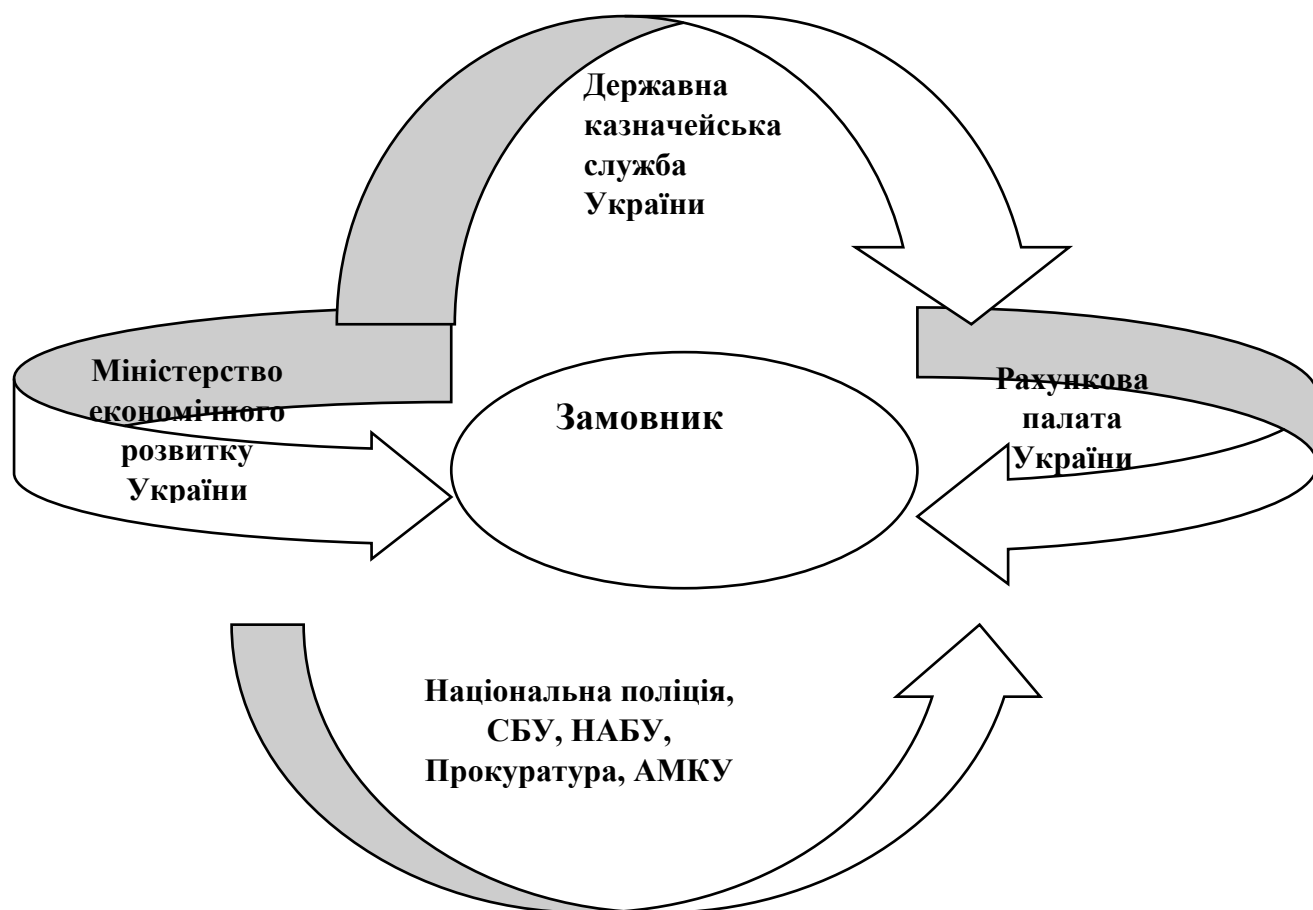 Державна
казначейська
служба
України
Міністерство
економічного
розвитку
України
Замовник
Рахункова
палата
України
Національна поліція,
СБУ, НАБУ,
Прокуратура, АМКУ